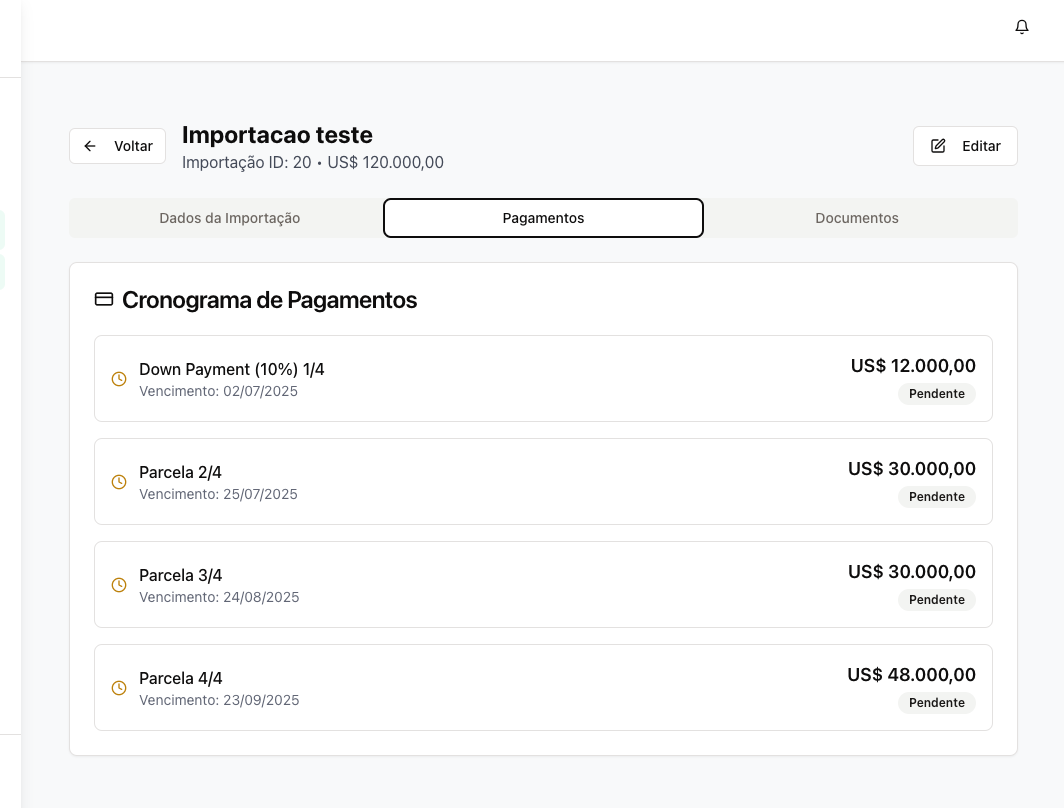 Voltar
Importacao teste
Importação ID: 20 • US$ 120.000,00
Editar
Dados da Importação
Pagamentos
Documentos
Cronograma de Pagamentos
Down Payment (10%) 1/4
Vencimento: 02/07/2025
US$ 12.000,00
Pendente
Parcela 2/4
Vencimento: 25/07/2025
US$ 30.000,00
Pendente
Parcela 3/4
Vencimento: 24/08/2025
US$ 30.000,00
Pendente
Parcela 4/4
Vencimento: 23/09/2025
US$ 48.000,00
Pendente